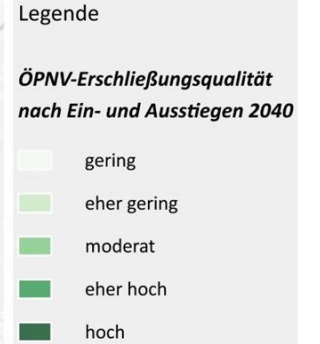 Legende
ÖPNV-Erschließungsqualität
nach Ein- und Ausstiegen 2040
gering
eher gering
moderat
eher hoch
hoch